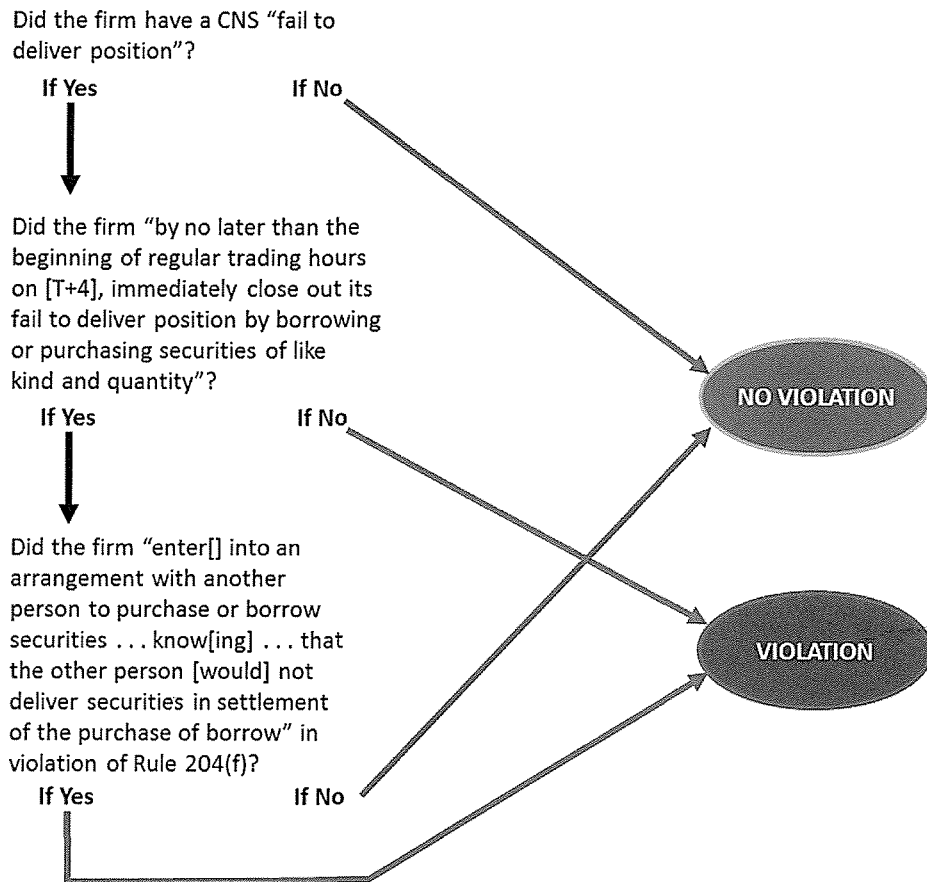 Did the firm have a CNS “fail to
deliver position”?
If Yes
If No
Did the firm “by no later than the
beginning of regular trading hours
on [T+4], immediately close out its
fail to deliver position by borrowing
or purchasing securities of like
kind and quantity”?
If Yes
If No
NO VIOLATION
Did the firm “enter[] into an
arrangement with another
person to purchase or borrow
securities . . . know[ing] . . . that
the other person [would] not
deliver securities in settlement
of the purchase of borrow” in
violation of Rule 204(f)?
VIOLATION
If Yes
If No